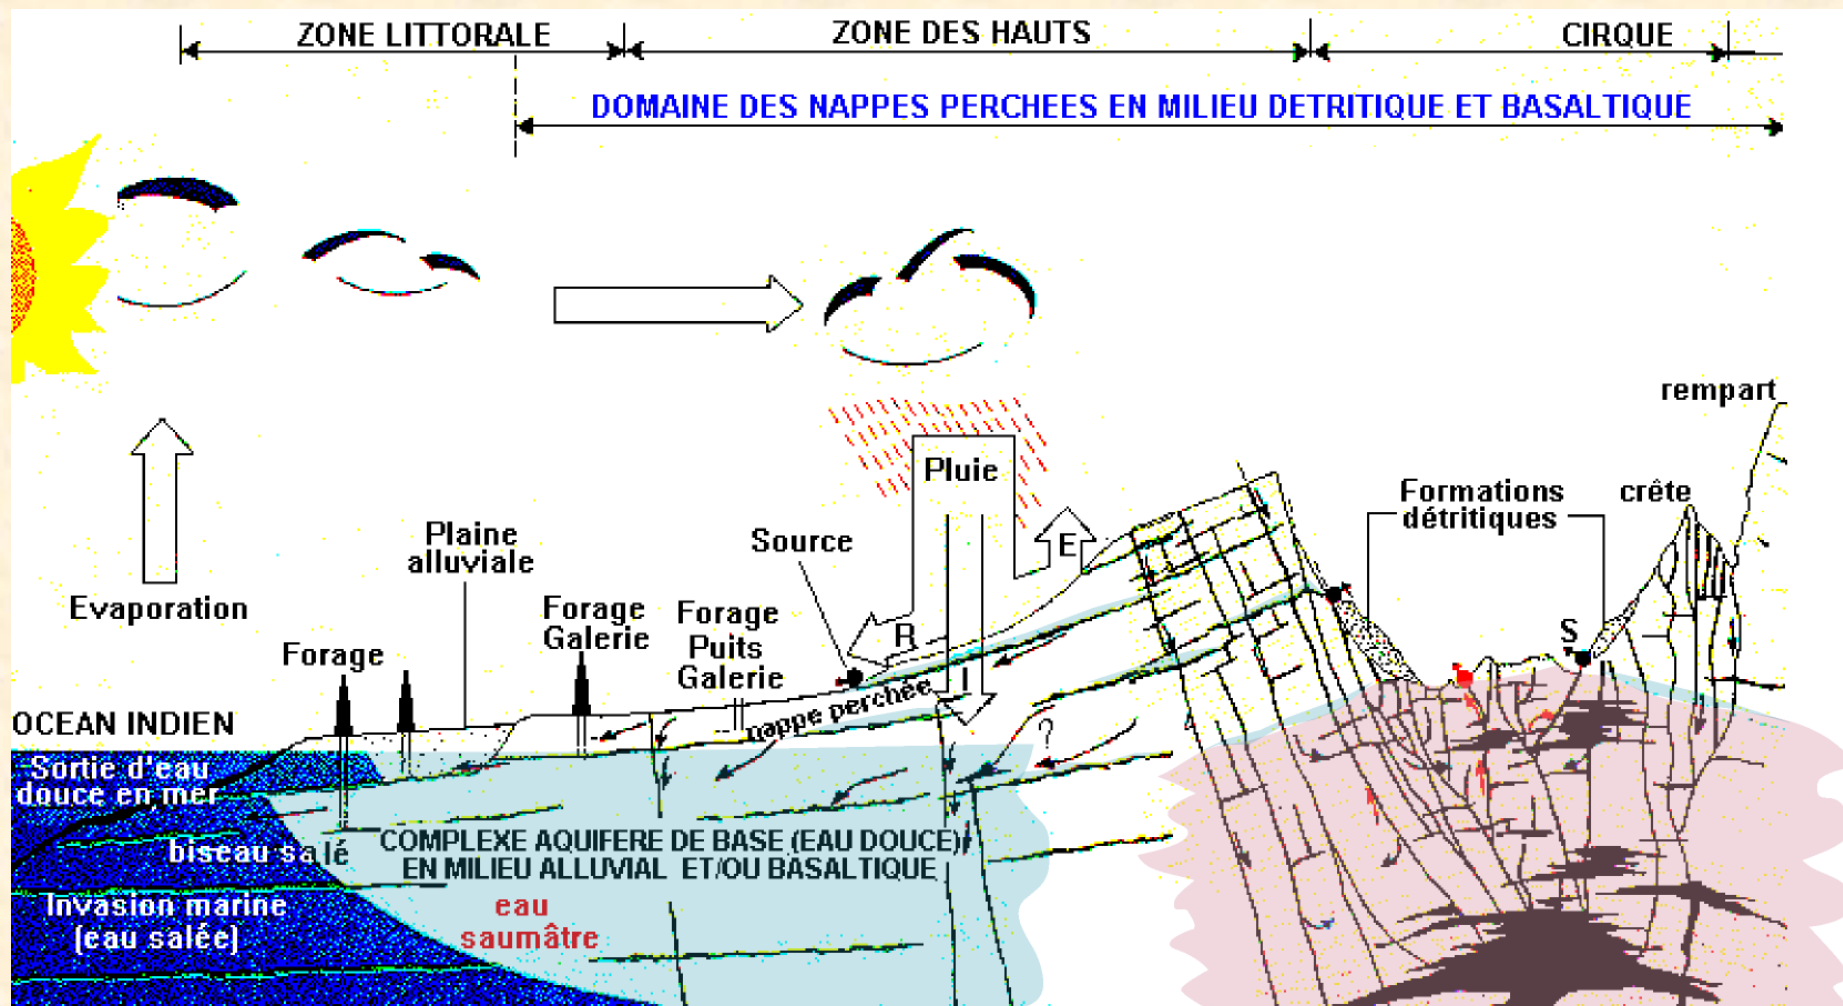 ZONE LITTORALE
ZONE DES HAUTS
CIRQUE
DOMAINE DES NAPPES PERCHEES EN MILIEU DETRITIQUE ET BASALTIQUE
rempart
Pluie
Formations
détritiques
crête
E
Source
Plaine
alluviale
Evaporation
Forage
Galerie
Forage
Puits
Galerie
R
S
Forage
I
nappe perchée
OCEAN INDIEN
?
Sortie d'eau
douce en mer
biseau salé
COMPLEXE AQUIFERE DE BASE (EAU DOUCE)
EN MILIEU ALLUVIAL ET/OU BASALTIQUE
Invasion marine
(eau salée)
eau
saumâtre